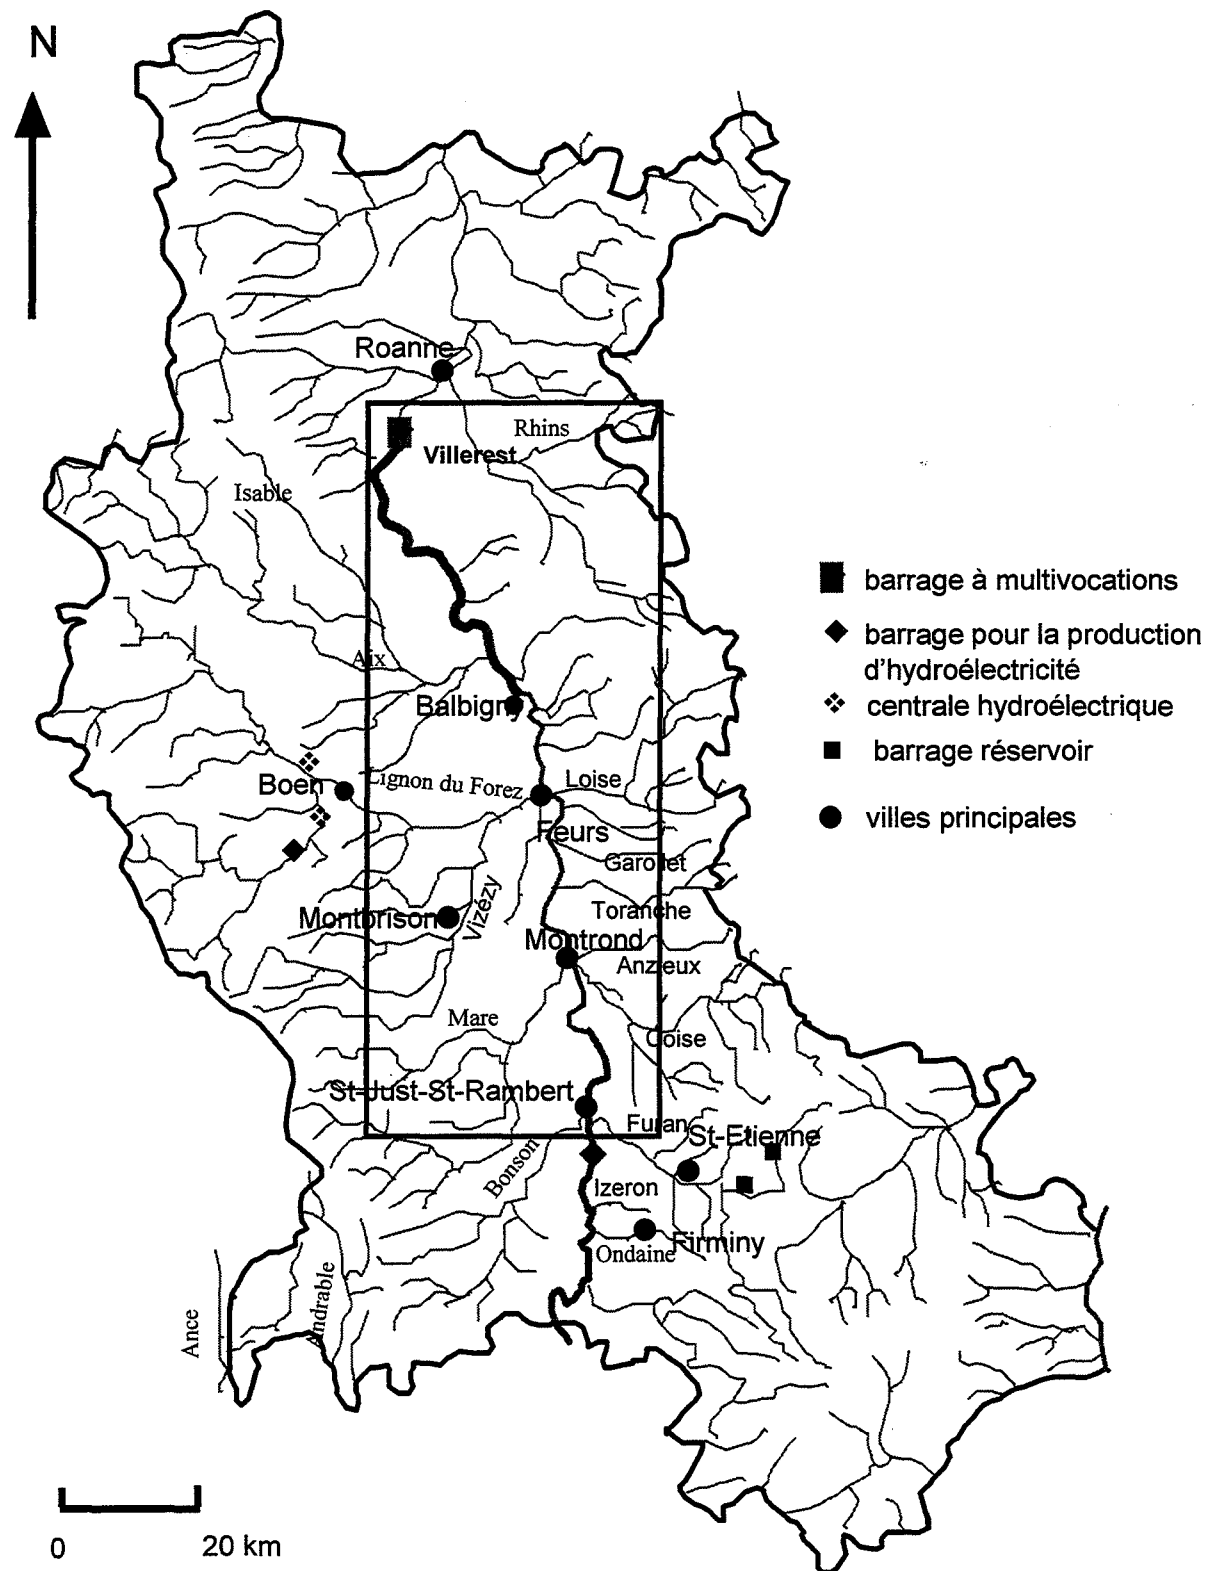 N
Roanne
Rhins
Villerest
Isable
barrage à multivocations
barrage pour la production
d'hydroélectricité
centrale hydroélectrique
barrage réservoir
villes principales
Aix
Balbigny
Boen
Lignon du Forez
Loise
Feurs
Garollet
Vizézy
Toranche
Montbrison
Montrond
Anzieux
Mare
Coise
St-Just-St-Rambert
Furan
St-Etienne
Bonson
Izeron
Firminy
Ondaine
Andrable
Ance
0
20 km